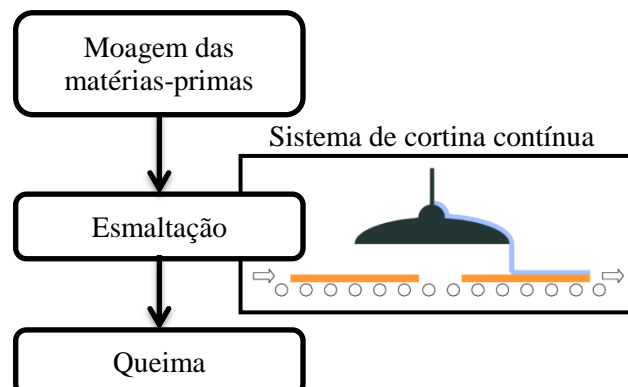 Moagem das
matérias-primas
Sistema de cortina contínua
Esmaltação
Queima